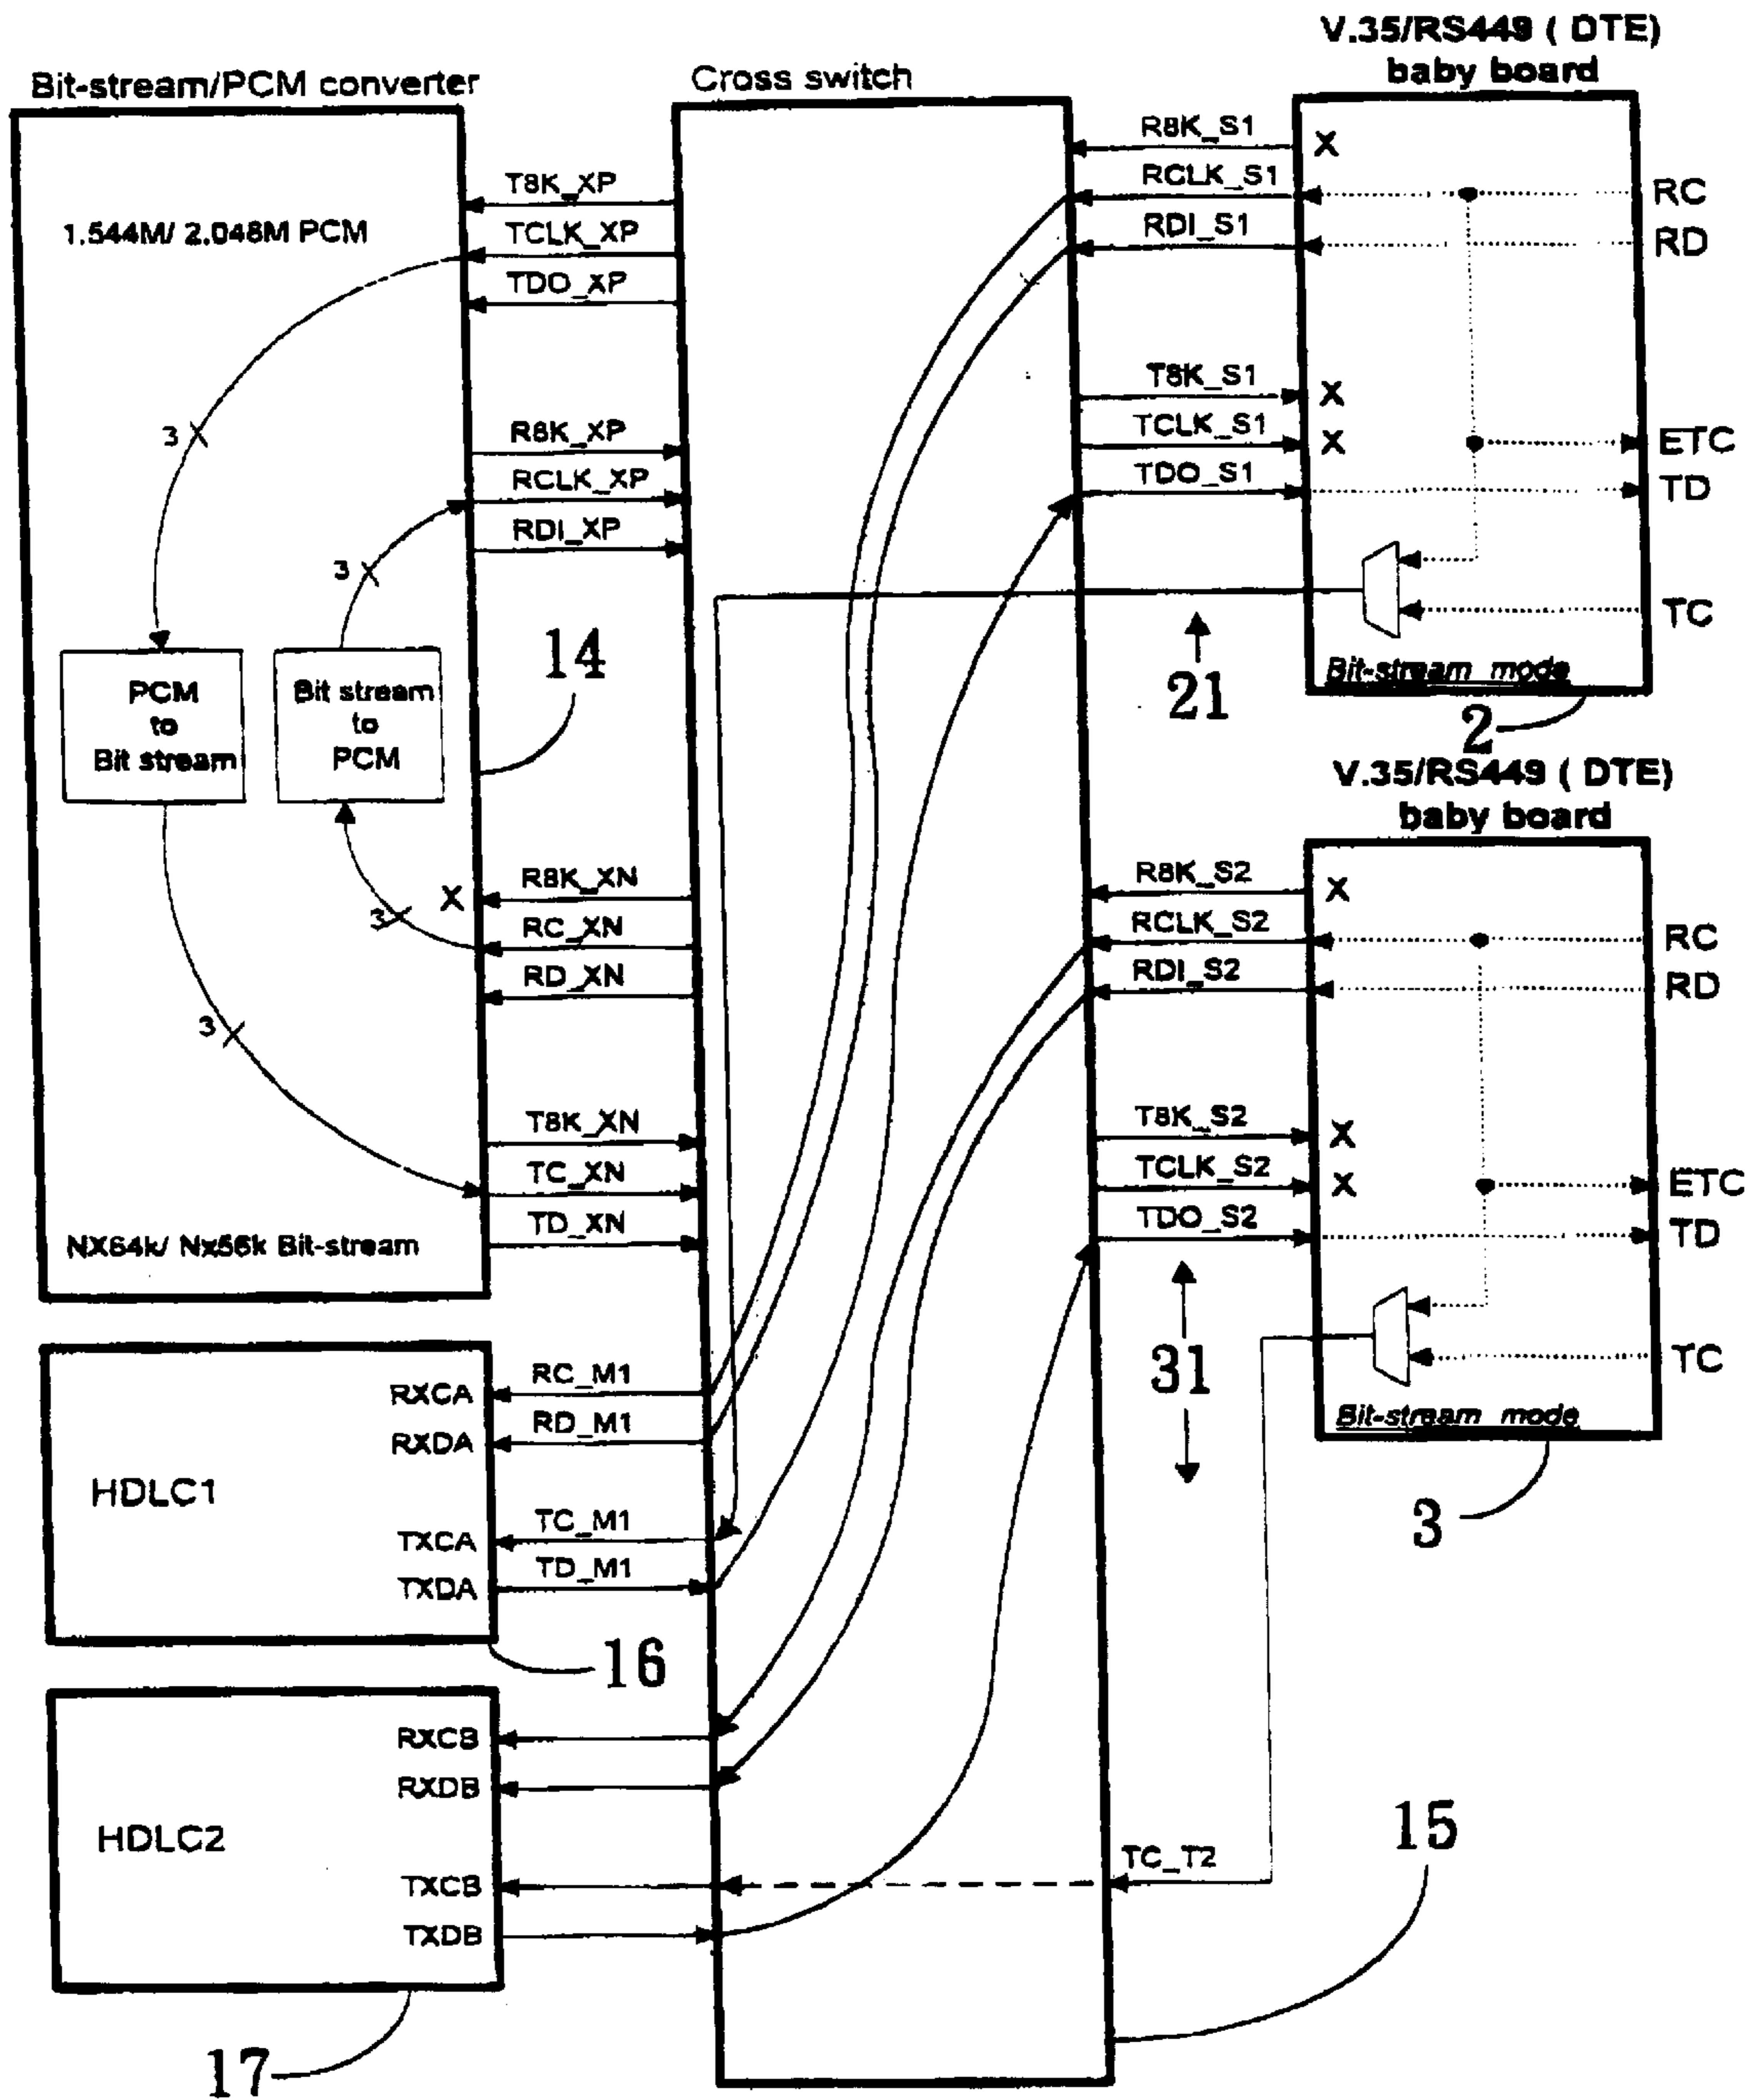 V.35/RS449 ( DTE)
baby board
Bit-stream/PCM converter
Cross switch
R8K_S1
X
RCLK_S1
RC
T8K_XP
1.544M/ 2.048M PCM
TCLK_XP
RDI_S1
RD
TDO_XP
T8K_S1
X
3
R8K_XP
TCLK_S1
X
ETC
RCLK_XP
TDO_S1
TD
RDI_XP
3
TC
14
21
Bit-stream mode
PCM
to
Bit stream
Bit stream
to
PCM
2
V.35/RS449 ( DTE)
baby board
X
R8K_XN
R8K_S2
X
3
RC_XN
RCLK_S2
RC
RD_XN
RDI_S2
RD
3
T8K_XN
T8K_S2
X
TC_XN
TCLK_S2
X
ETC
NX64k/ Nx56k Bit-stream
TD_XN
TDO_S2
TD
31
TC
Bit-stream mode
3
HDLC1
RXCA
RC_M1
RXDA
RD_M1
TXCA
TC_M1
TXDA
TD_M1
16
HDLC2
RXCB
RXDB
TXCB
TXDB
TC_T2
15
17